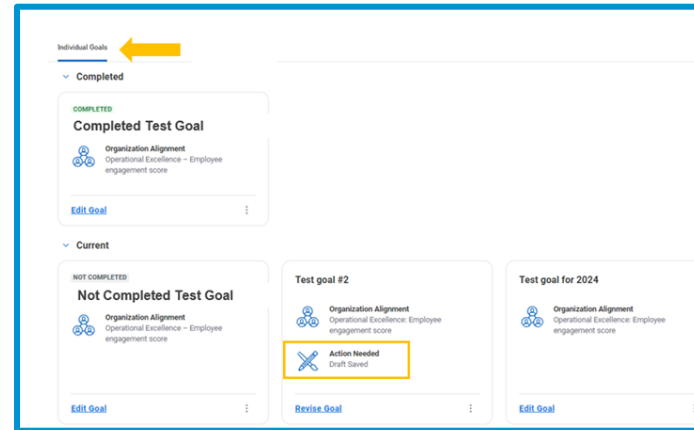 Individual Goals
Completed
COMPLETED
Completed Test Goal
Organization Alignment
Operational Excellence – Employee
engagement score
Edit Goal
Current
NOT COMPLETED
Not Completed Test Goal
Organization Alignment
Operational Excellence – Employee
engagement score
Edit Goal
Test goal #2
Organization Alignment
Operational Excellence: Employee
engagement score
Action Needed
Draft Saved
Revise Goal
Test goal for 2024
Organization Alignment
Operational Excellence: Employee
engagement score
Edit Goal